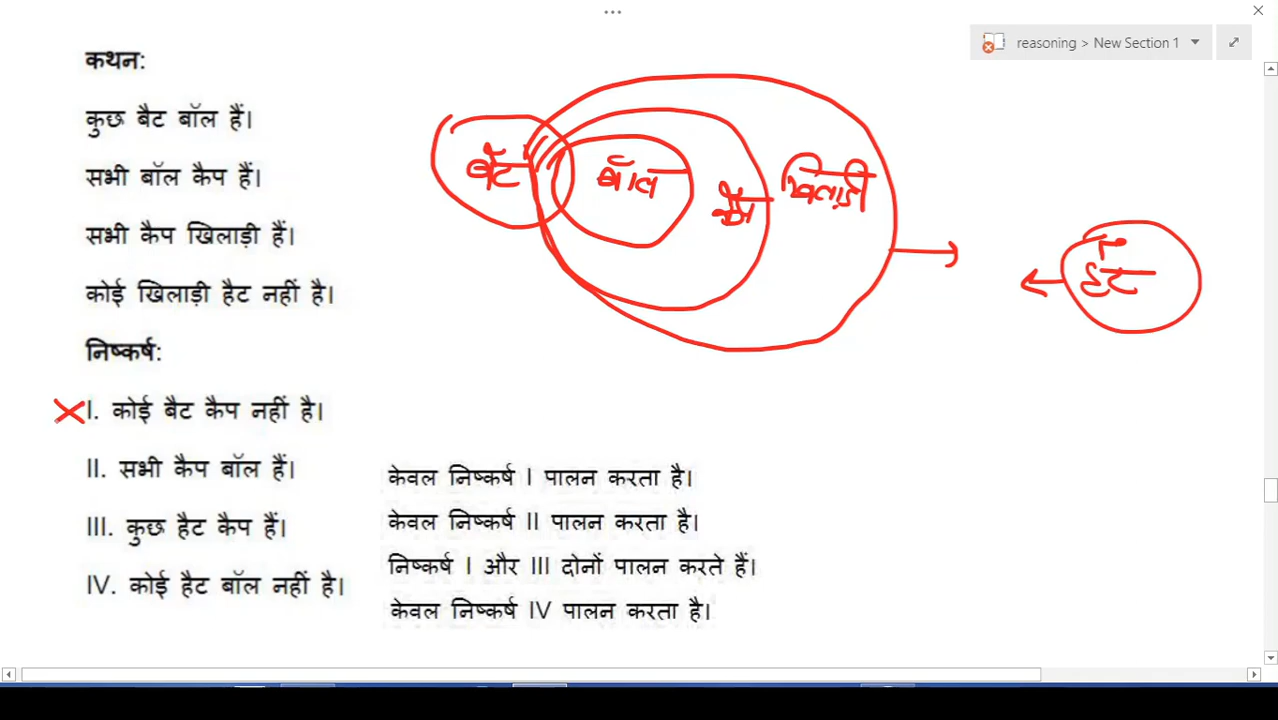 reasoning > New Section 1
कथन:
कुछ बैट बॉल हैं।
सभी बॉल कैप हैं।
सभी कैप खिलाड़ी हैं।
कोई खिलाड़ी हैट नहीं है।
निष्कर्ष:
I. कोई बैट कैप नहीं है।
II. सभी कैप बॉल हैं।
III. कुछ हैट कैप हैं।
IV. कोई हैट बॉल नहीं है।
केवल निष्कर्ष I पालन करता है।
केवल निष्कर्ष II पालन करता है।
निष्कर्ष I और III दोनों पालन करते हैं।
केवल निष्कर्ष IV पालन करता है।
बैट
बॉल
कैप
खिलाड़ी
हैट